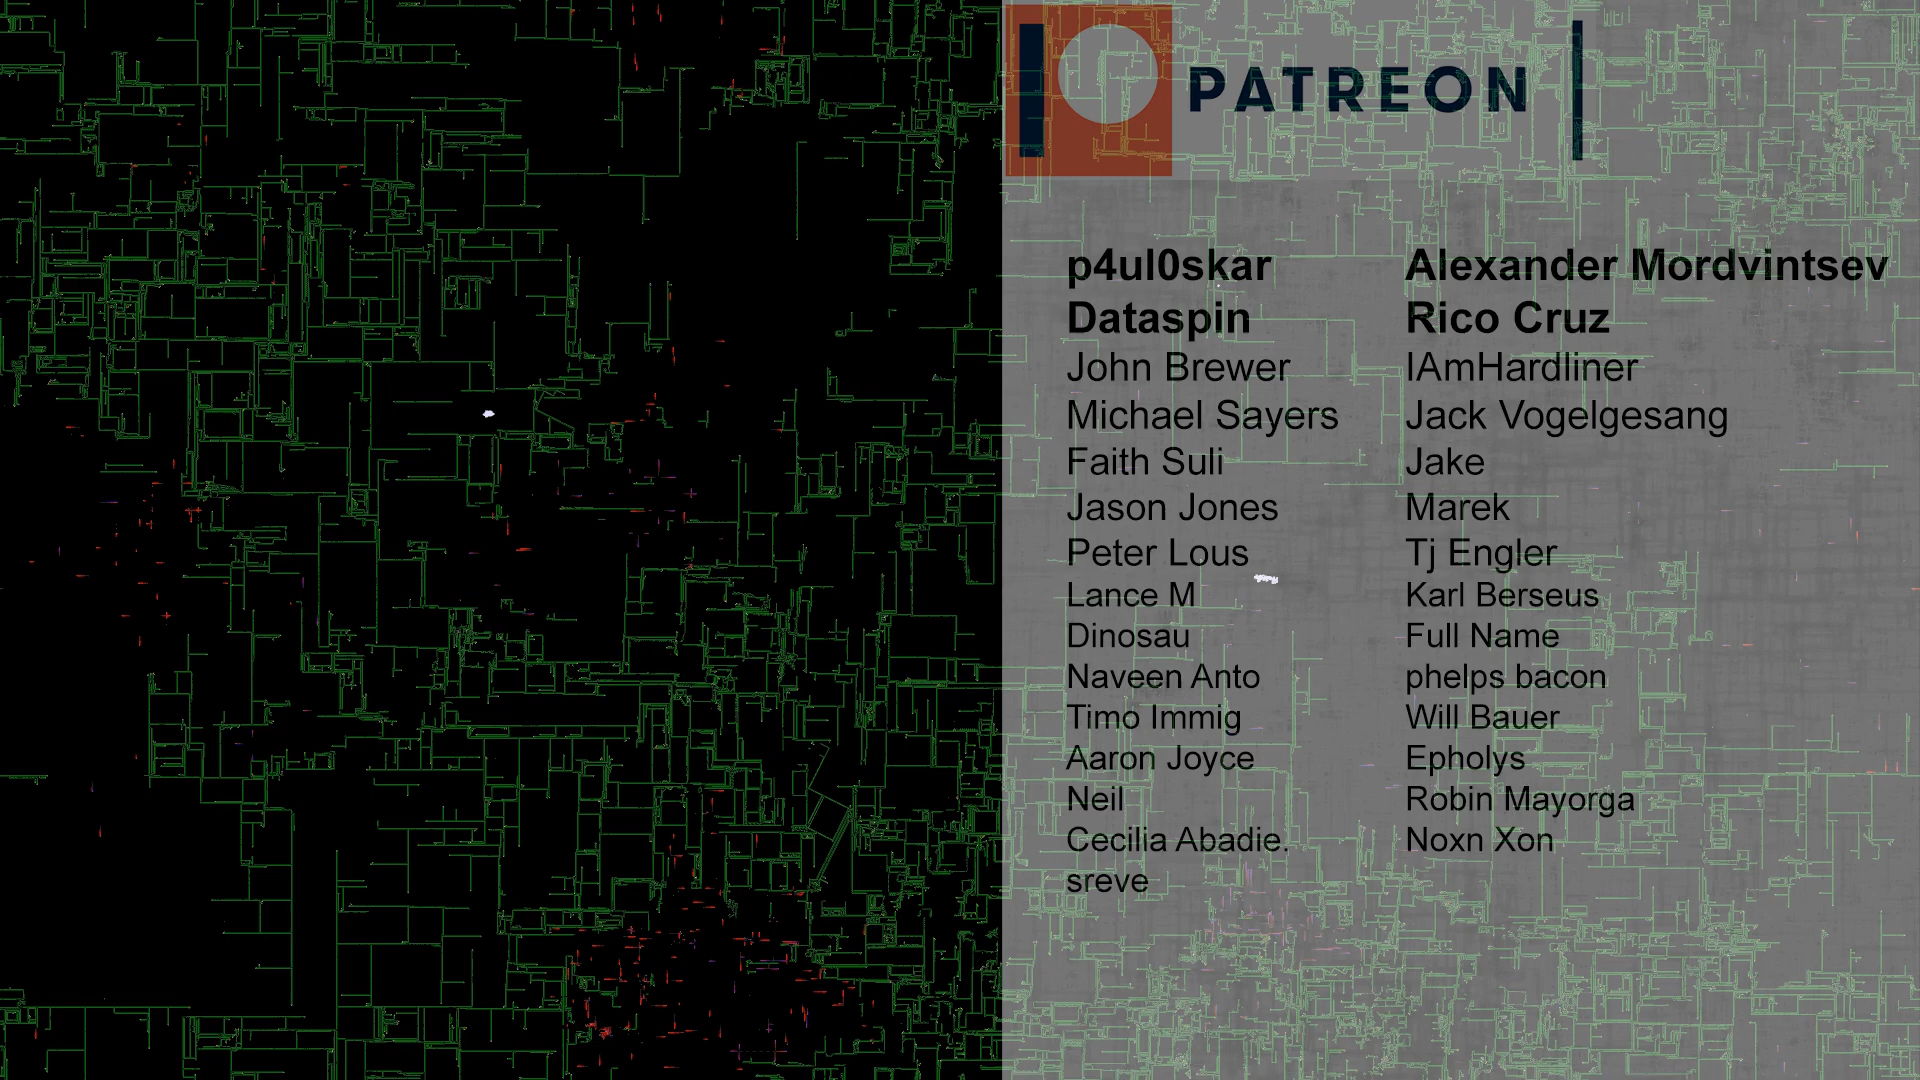 PATREON
p4ul0skar
Dataspin
John Brewer
Michael Sayers
Faith Suli
Jason Jones
Peter Lous
Lance M
Dinosau
Naveen Anto
Timo Immig
Aaron Joyce
Neil
Cecilia Abadie.
sreve
Alexander Mordvintsev
Rico Cruz
IAmHardliner
Jack Vogelgesang
Jake
Marek
Tj Engler
Karl Berseus
Full Name
phelps bacon
Will Bauer
Epholys
Robin Mayorga
Noxn Xon